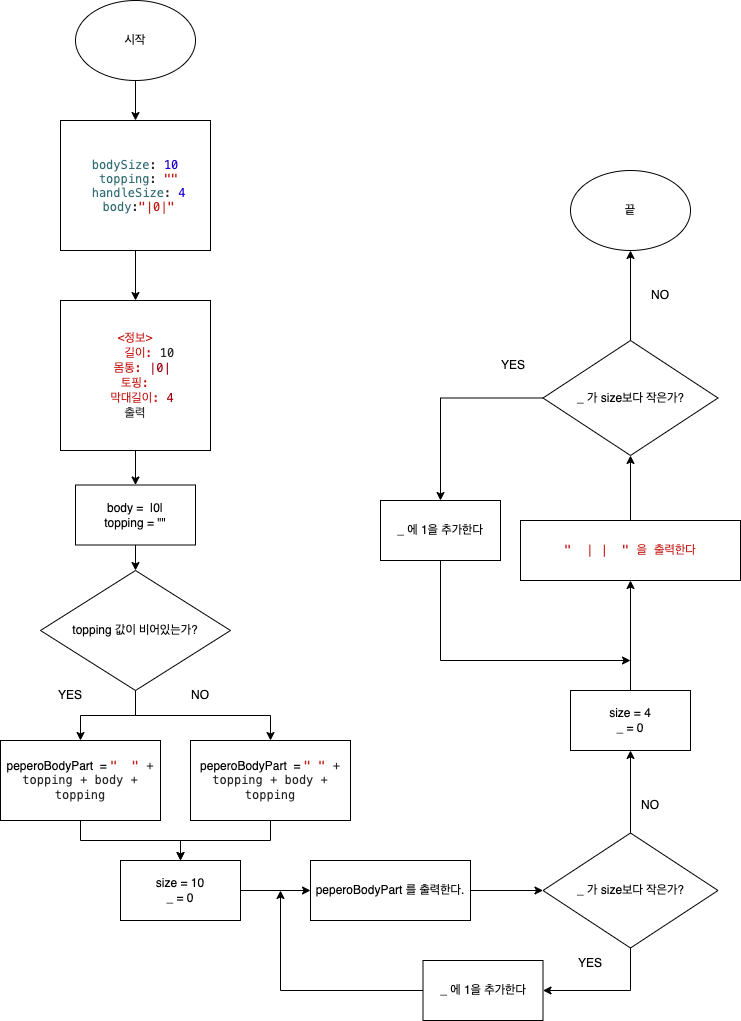 시작
bodySize: 10
topping: ""
handleSize: 4
body:"|0|"
<정보>
길이: 10
몸통: |0|
토핑:
막대길이: 4
출력
body = |0|
topping = ""
topping 값이 비어있는가?
YES
NO
peperoBodyPart = "  " +
topping + body +
topping
peperoBodyPart = " " +
topping + body +
topping
size = 10
_ = 0
peperoBodyPart 를 출력한다.
_ 가 size보다 작은가?
YES
_ 에 1을 추가한다
NO
size = 4
_ = 0
"  | |  " 을 출력한다
_ 가 size보다 작은가?
YES
_ 에 1을 추가한다
NO
끝